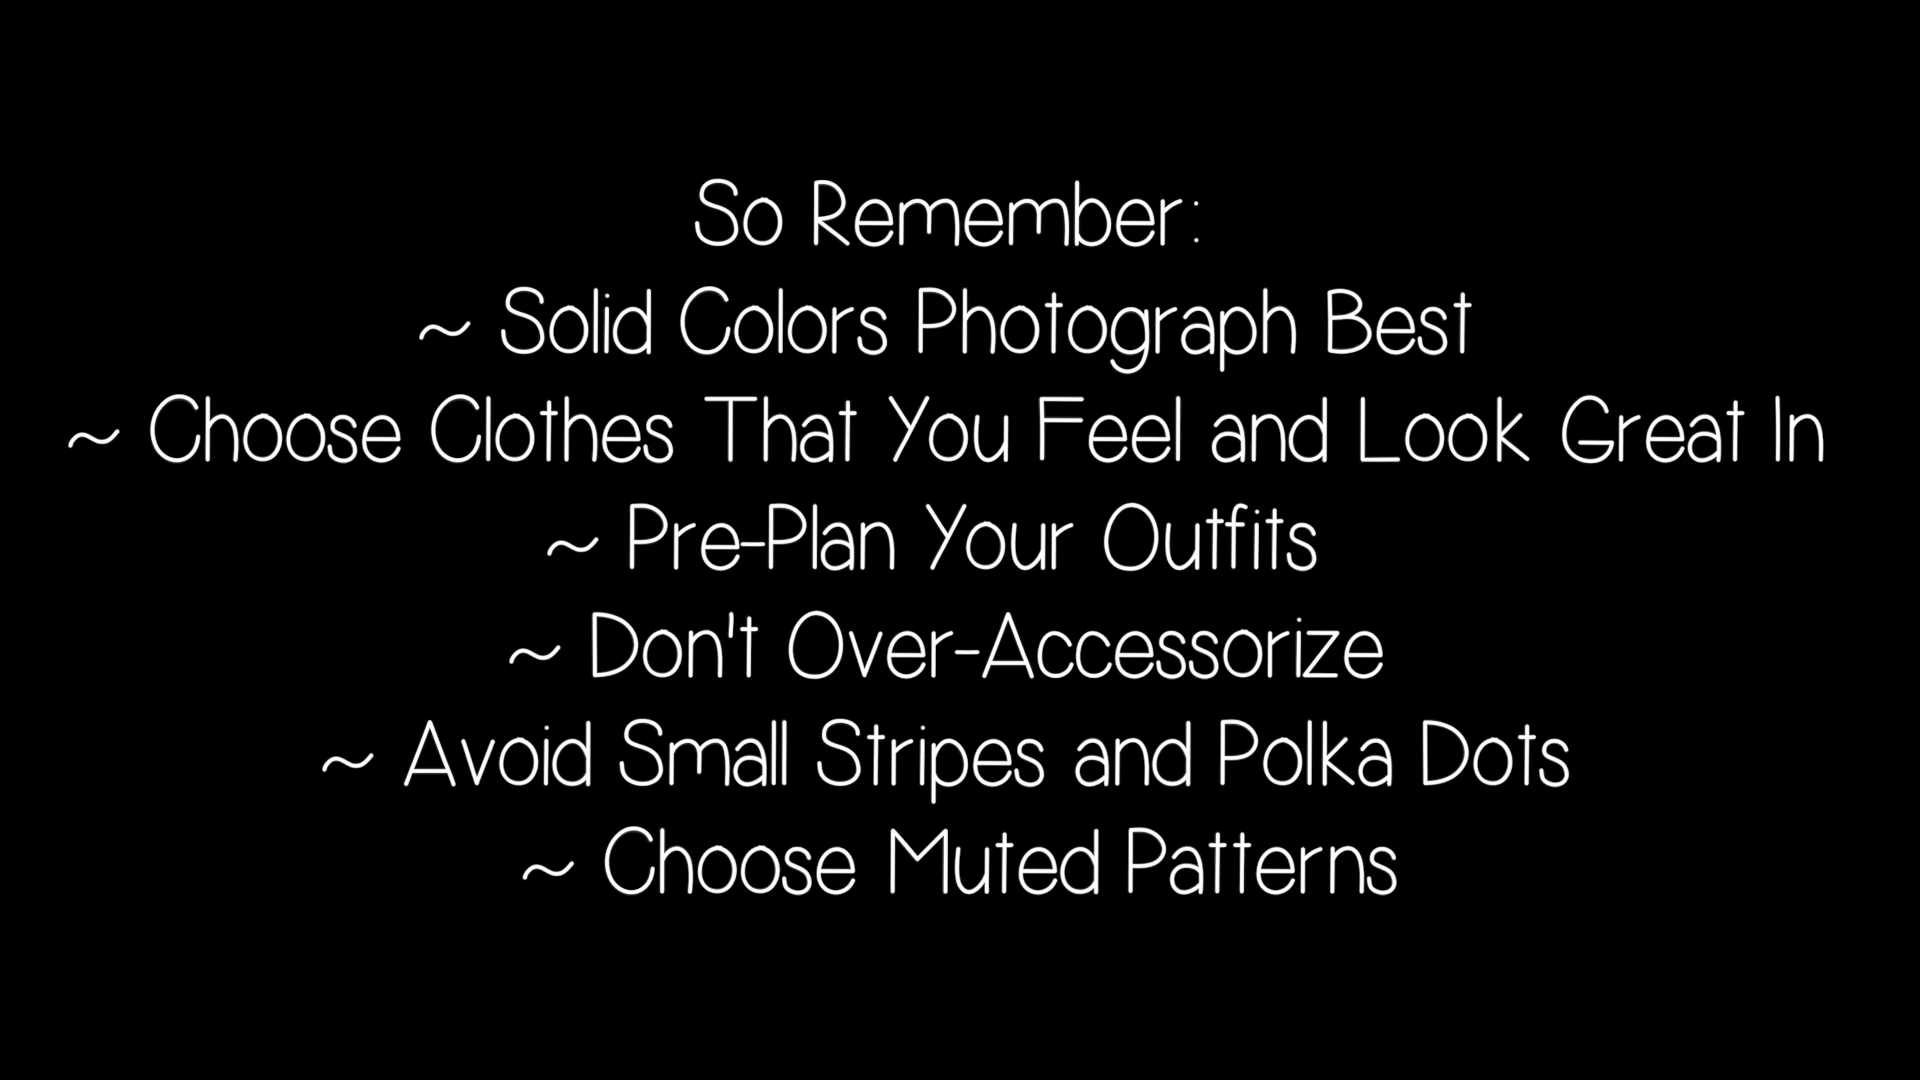 So Remember:
~ Solid Colors Photograph Best
~ Choose Clothes That You Feel and Look Great In
~ Pre-Plan Your Outfits
~ Don't Over-Accessorize
~ Avoid Small Stripes and Polka Dots
~ Choose Muted Patterns